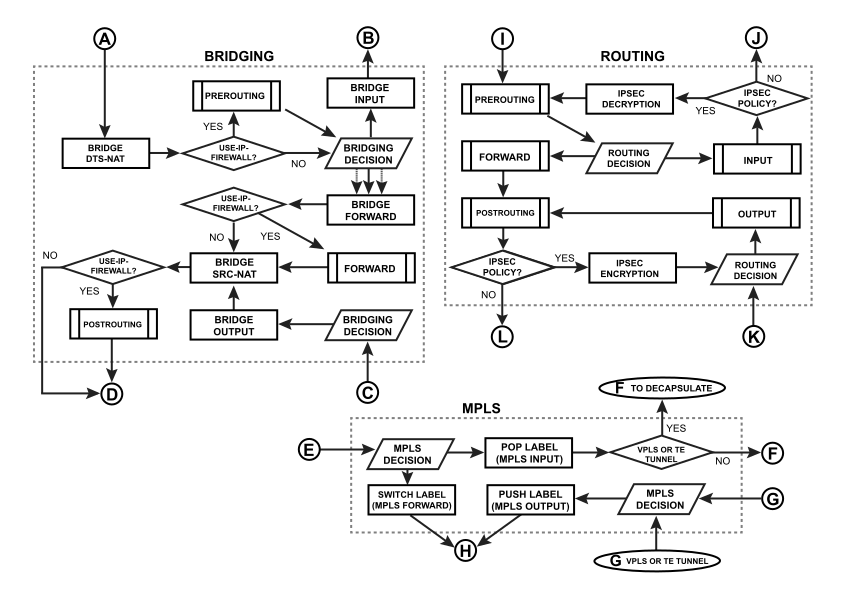 A
B
BRIDGING
PREROUTING
BRIDGE
INPUT
YES
BRIDGE
DTS-NAT
USE-IP-
FIREWALL?
NO
BRIDGING
DECISION
USE-IP-
FIREWALL?
BRIDGE
FORWARD
NO
YES
NO
USE-IP-
FIREWALL?
BRIDGE
SRC-NAT
FORWARD
YES
POSTROUTING
BRIDGE
OUTPUT
BRIDGING
DECISION
D
C
I
J
ROUTING
NO
PREROUTING
IPSEC
DECRYPTION
YES
IPSEC
POLICY?
FORWARD
ROUTING
DECISION
INPUT
POSTROUTING
OUTPUT
IPSEC
POLICY?
YES
IPSEC
ENCRYPTION
ROUTING
DECISION
NO
L
K
F TO DECAPSULATE
MPLS
YES
E
MPLS
DECISION
POP LABEL
(MPLS INPUT)
VPLS OR TE
TUNNEL
NO
F
SWITCH LABEL
(MPLS FORWARD)
PUSH LABEL
(MPLS OUTPUT)
MPLS
DECISION
G
H
G VPLS OR TE TUNNEL